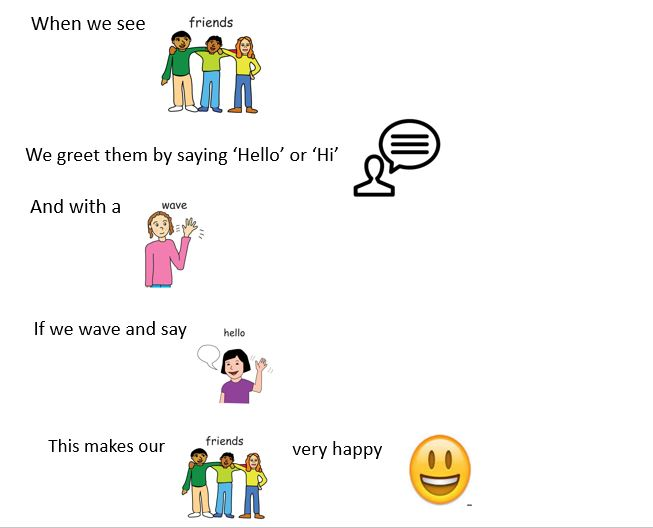 When we see friends
We greet them by saying ‘Hello’ or ‘Hi’
And with a wave
If we wave and say hello
This makes our friends very happy